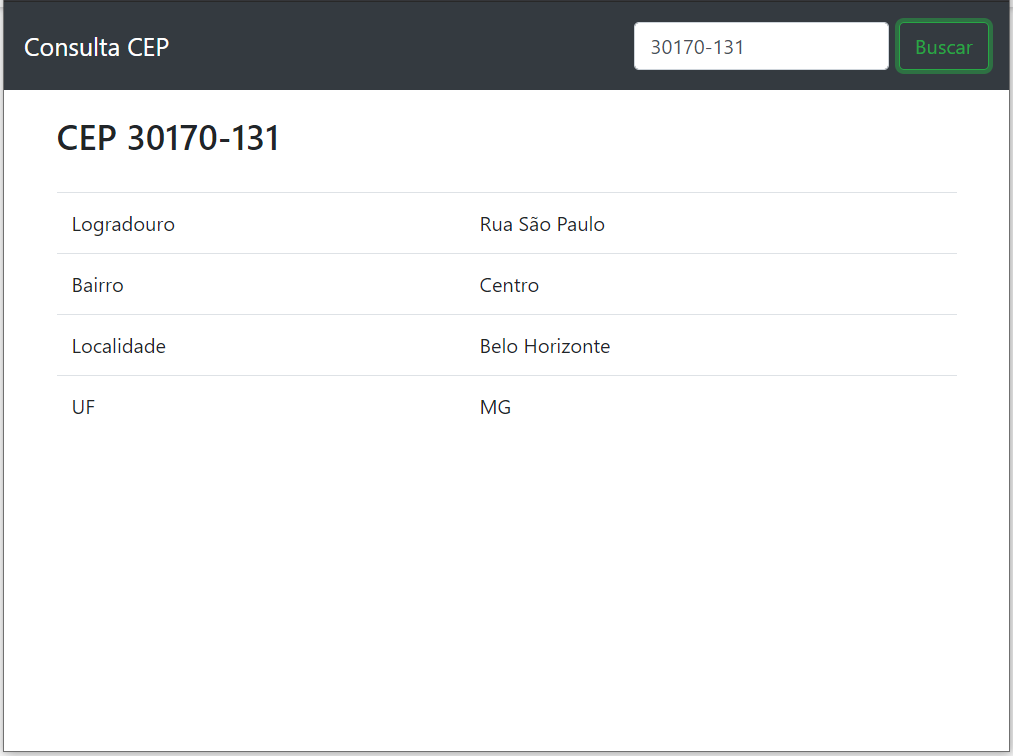 Consulta CEP 30170-131 Buscar
CEP 30170-131
Logradouro Rua São Paulo
Bairro Centro
Localidade Belo Horizonte
UF MG